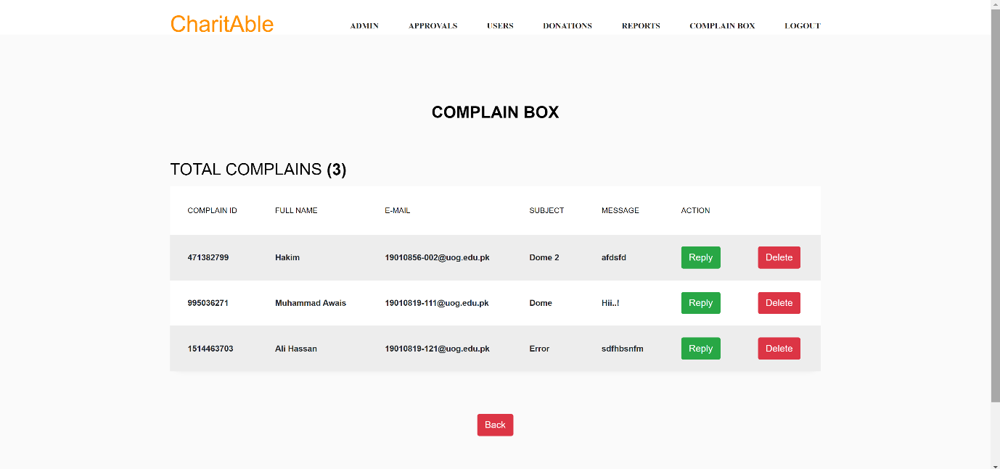 CharitAble ADMIN APPROVALS USERS DONATIONS REPORTS COMPLAIN BOX LOGOUT
COMPLAIN BOX
TOTAL COMPLAINS (3)
COMPLAIN ID FULL NAME E-MAIL SUBJECT MESSAGE ACTION
471382799 Hakim 19010856-002@uog.edu.pk Dome 2 afdsfd Reply Delete
995036271 Muhammad Awais 19010819-111@uog.edu.pk Dome Hii..! Reply Delete
1514463703 Ali Hassan 19010819-121@uog.edu.pk Error sdfhbsnfm Reply Delete
Back